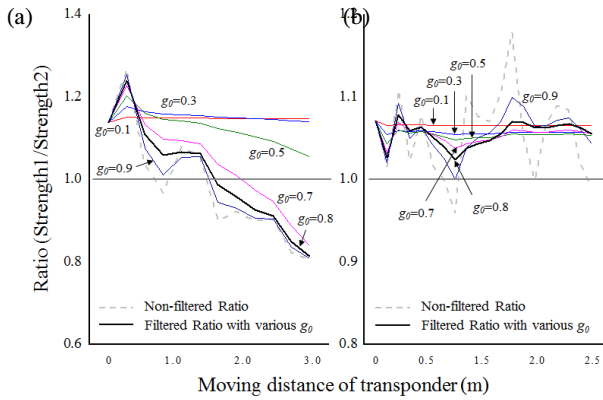 (a)
(b)
Ratio (Strength1/Strength2)
1.4
1.2
1.0
0.8
0.6
g0=0.3
g0=0.1
g0=0.5
g0=0.9
g0=0.7
g0=0.8
Non-filtered Ratio
Filtered Ratio with various g0
0
1.0
2.0
3.0
1.2
1.1
1.0
0.9
0.8
g0=0.5
g0=0.3
g0=0.1
g0=0.9
g0=0.7
g0=0.8
Non-filtered Ratio
Filtered Ratio with various g0
0
0.5
1.5
2.0
2.5
Moving distance of transponder (m)